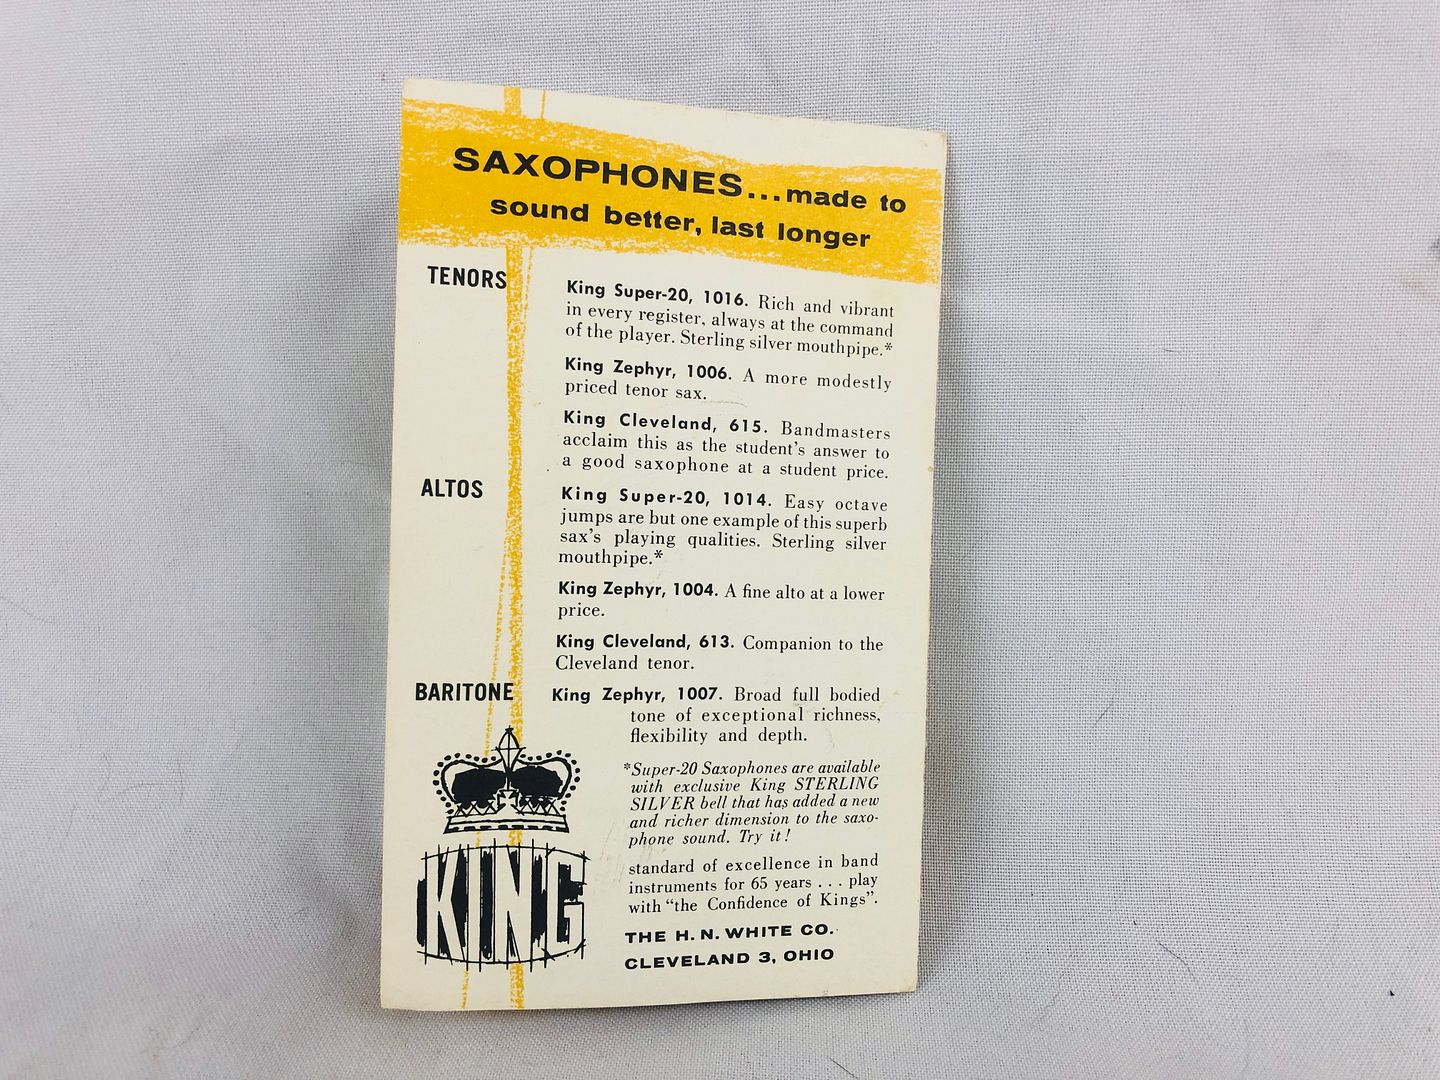 SAXOPHONES...made to
sound better, last longer
TENORS
King Super-20, 1016. Rich and vibrant
in every register, always at the command
of the player. Sterling silver mouthpipe.*
King Zephyr, 1006. A more modestly
priced tenor sax.
King Cleveland, 615. Bandmasters
acclaim this as the student's answer to
a good saxophone at a student price.
ALTOS
King Super-20, 1014. Easy octave
jumps are but one example of this superb
sax's playing qualities. Sterling silver
mouthpipe.*
King Zephyr, 1004. A fine alto at a lower
price.
King Cleveland, 613. Companion to the
Cleveland tenor.
BARITONE
King Zephyr, 1007. Broad full bodied
tone of exceptional richness,
flexibility and depth.
*Super-20 Saxophones are available
with exclusive King STERLING
SILVER bell that has added a new
and richer dimension to the saxo-
phone sound. Try it!
standard of excellence in band
instruments for 65 years . . . play
with "the Confidence of Kings".
THE H. N. WHITE CO.
CLEVELAND 3, OHIO
KING